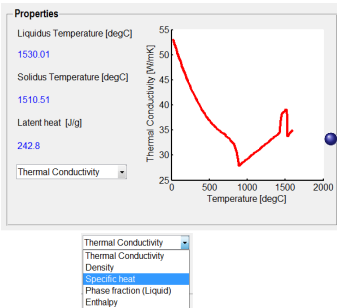 Properties
Liquidus Temperature [degC]
1530.01
Solidus Temperature [degC]
1510.51
Latent heat [J/g]
242.8
Thermal Conductivity
Thermal Conductivity [W/mK]
55
50
45
40
35
30
25
0 500 1000 1500 2000
Temperature [degC]
Thermal Conductivity
Thermal Conductivity
Density
Specific heat
Phase fraction (Liquid)
Enthalpy